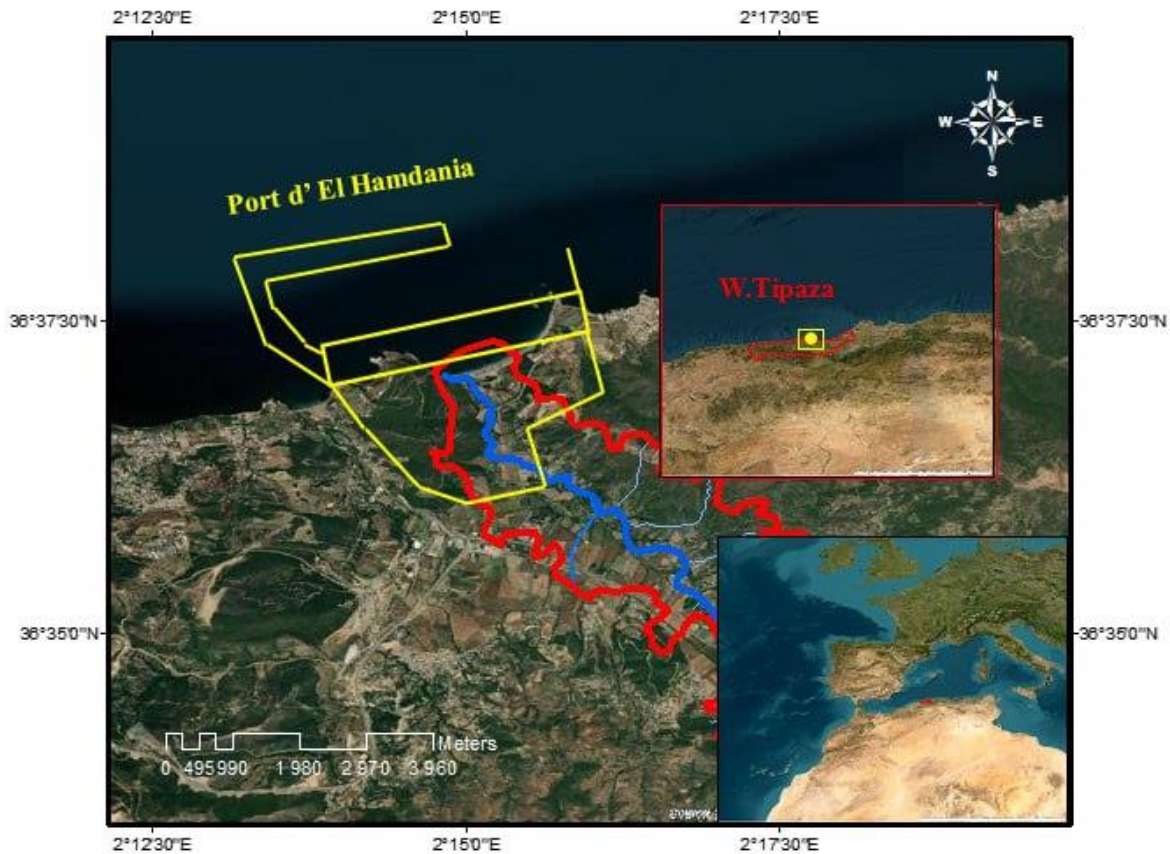 2°12'30"E 2°15'0"E 2°17'30"E
N
W E
S
Port d' El Hamdania
W.Tipaza
36°37'30"N 36°37'30"N
36°35'0"N 36°35'0"N
Meters
0 495990 1 980 2 970 3 960
2°12'30"E 2°15'0"E 2°17'30"E